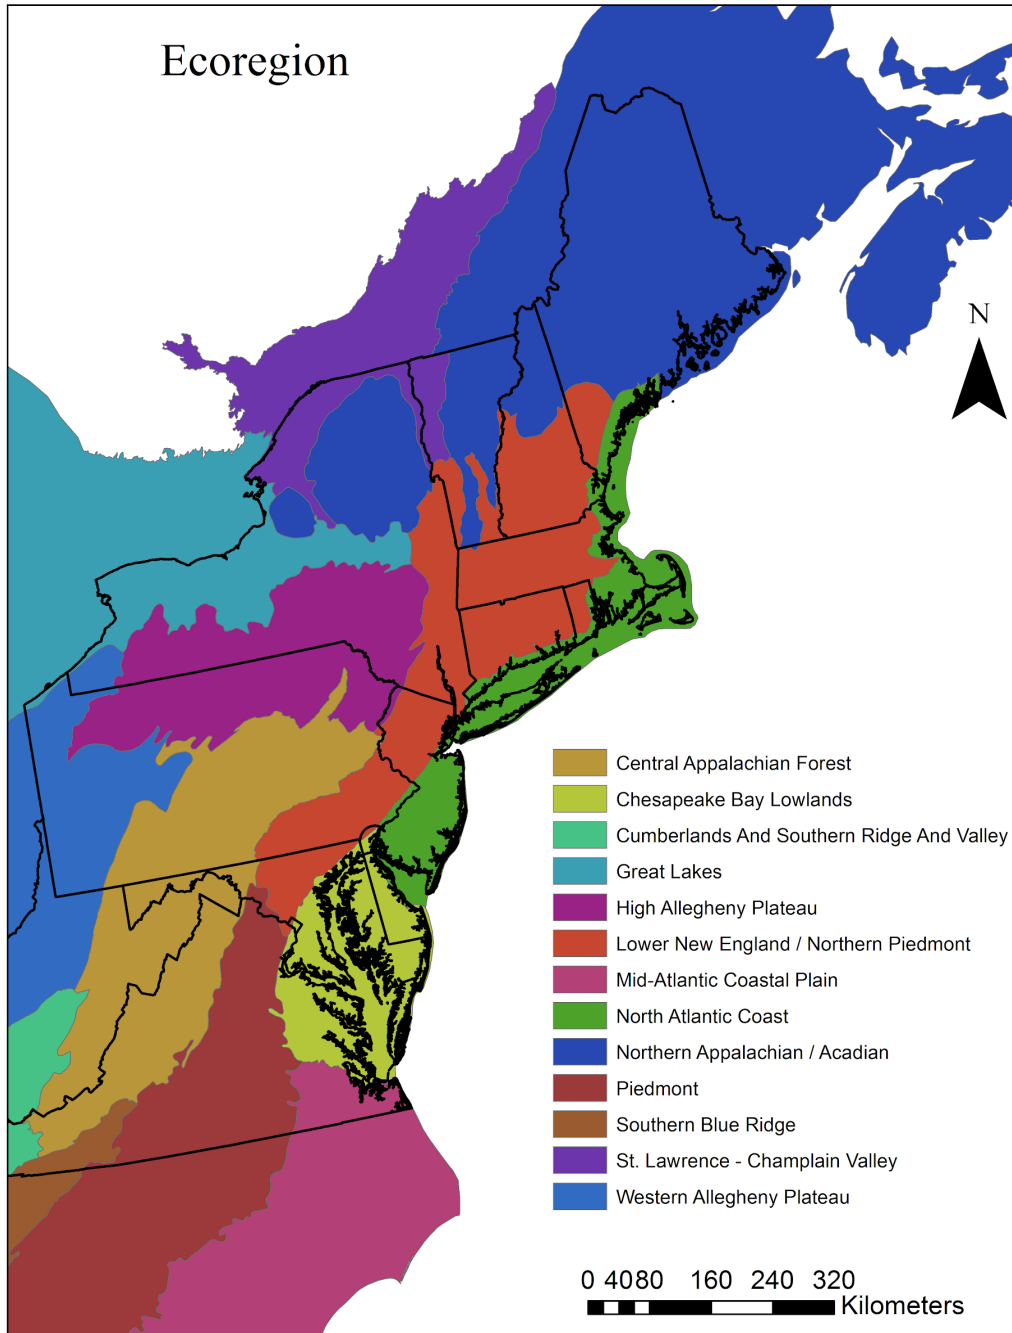 Ecoregion
N
Central Appalachian Forest
Chesapeake Bay Lowlands
Cumberlands And Southern Ridge And Valley
Great Lakes
High Allegheny Plateau
Lower New England / Northern Piedmont
Mid-Atlantic Coastal Plain
North Atlantic Coast
Northern Appalachian / Acadian
Piedmont
Southern Blue Ridge
St. Lawrence - Champlain Valley
Western Allegheny Plateau
0 40 80 160 240 320
Kilometers